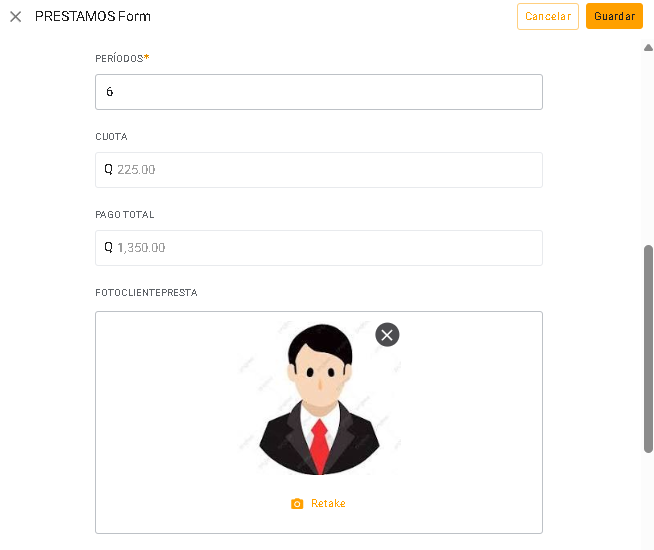 PRESTAMOS Form
Cancelar
Guardar
PERÍODOS*
6
CUOTA
Q 225.00
PAGO TOTAL
Q 1,350.00
FOTOCLIENTEPRESTA
Retake